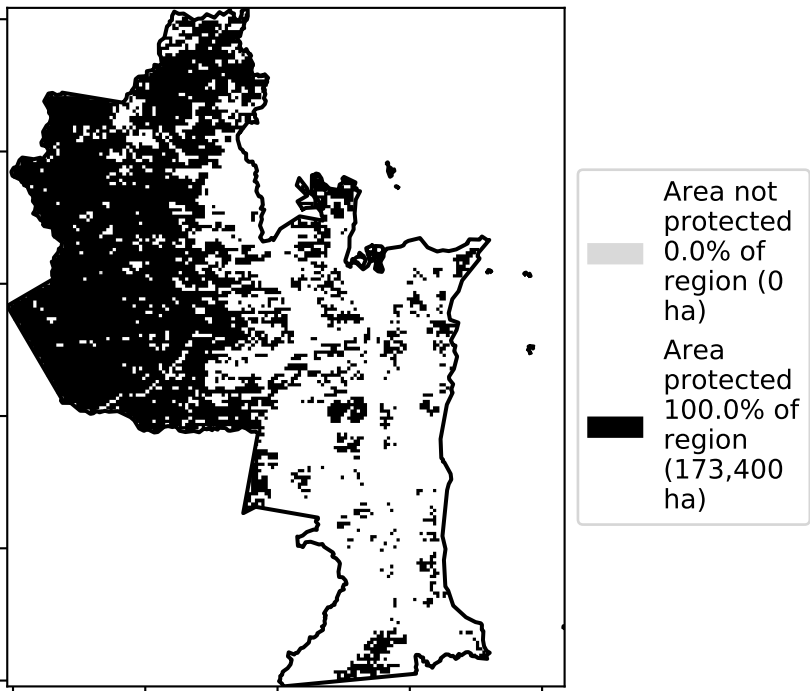 Area not
protected
0.0% of
region (0
ha)
Area
protected
100.0% of
region
(173,400
ha)